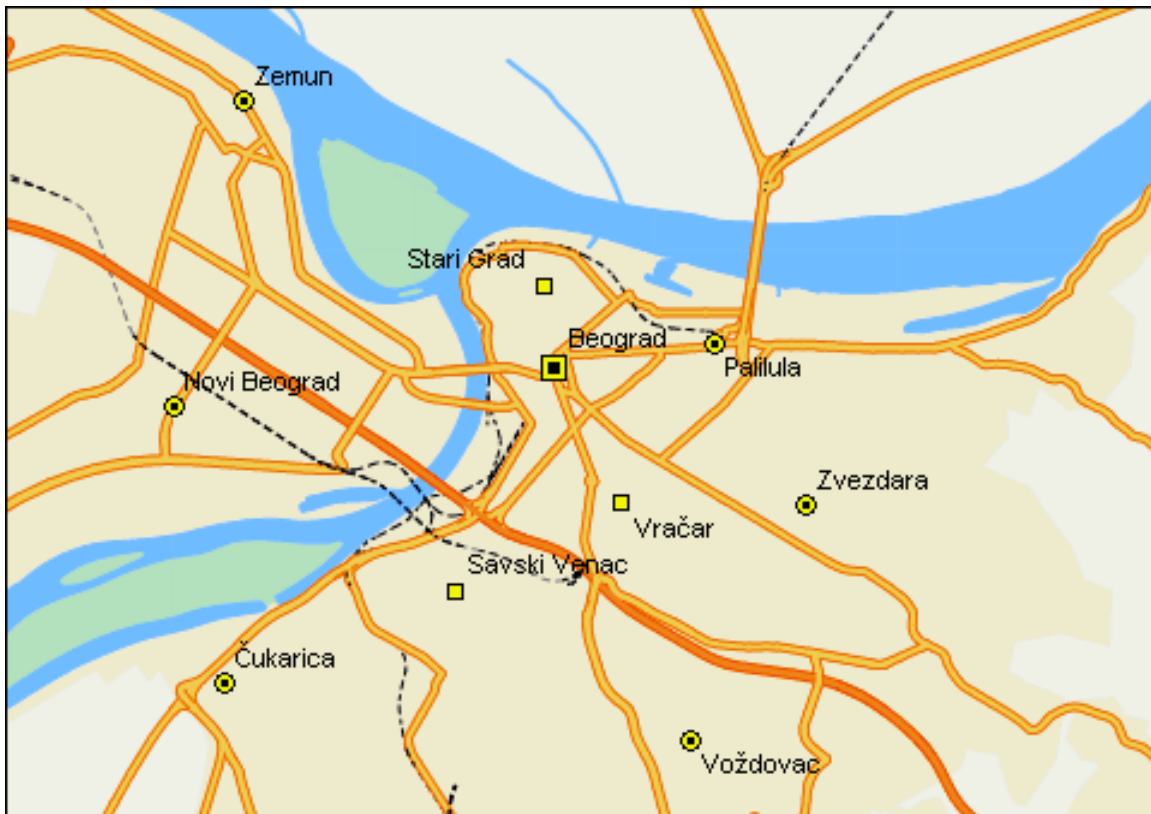 Zemun
Stari Grad
Beograd
Palilula
Novi Beograd
Zvezdara
Vračar
Savski Venac
Čukarica
Voždovac